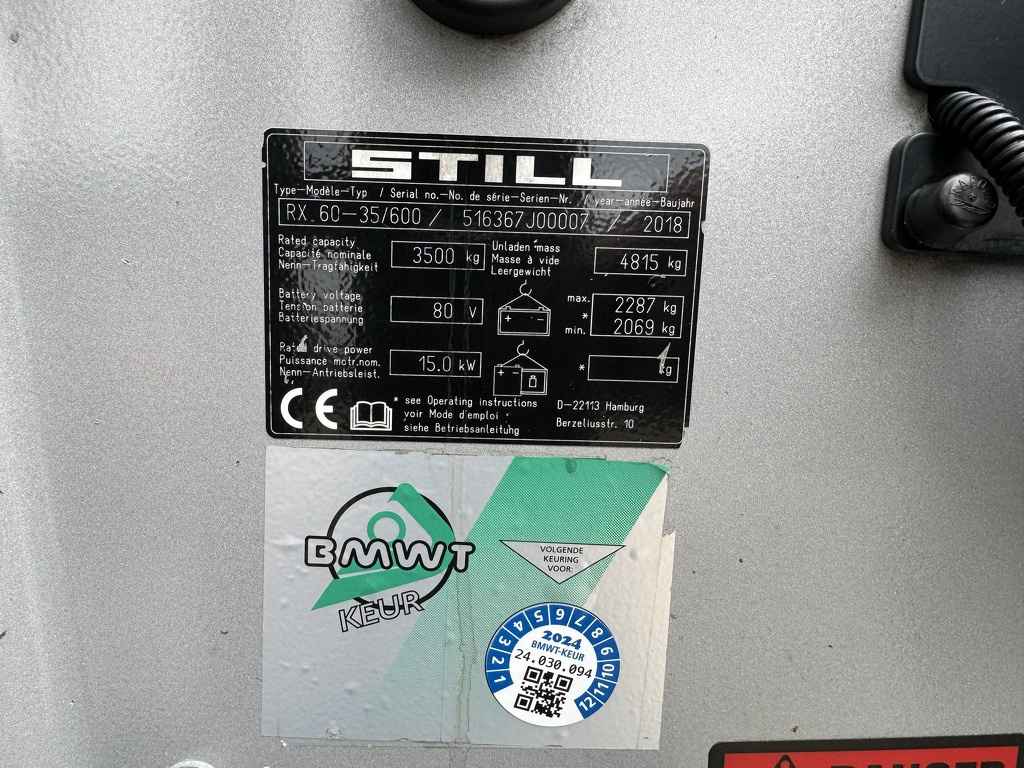 STILL
Type-Modèle-Typ / Serial no.-No. de série-Serien-Nr. / year-année-Baujahr
RX 60-35/600 / 516367J00007 / 2018
Rated capacity
Capacité nominale
Nenn-Tragfähigkeit
3500 kg
Unladen mass
Masse à vide
Leergewicht
4815 kg
Battery voltage
Tension batterie
Batteriespannung
80 V
+ -
max.
*
min.
2287 kg
2069 kg
Rated drive power
Puissance motr.nom.
Nenn-Antriebsleist.
15.0 kW
+ -
*
kg
CE
* see Operating instructions
voir Mode d'emploi
siehe Betriebsanleitung
D-22113 Hamburg
Berzeliusstr. 10
BMWT
KEUR
VOLGENDE
KEURING
VOOR:
1 2 3 4 5 6 7 8 9 10 11 12
2024
BMWT-KEUR
24.030.094
DANGER